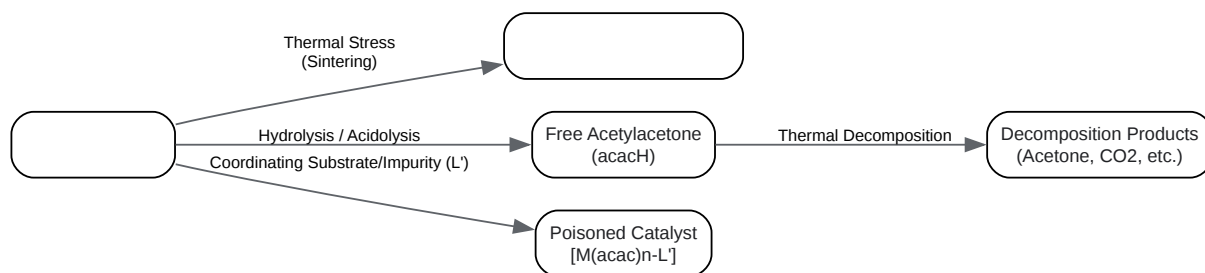 Thermal Stress
(Sintering)
Hydrolysis / Acidolysis
Coordinating Substrate/Impurity (L')
Free Acetylacetone
(acacH)
Thermal Decomposition
Decomposition Products
(Acetone, CO2, etc.)
Poisoned Catalyst
[M(acac)n-L']